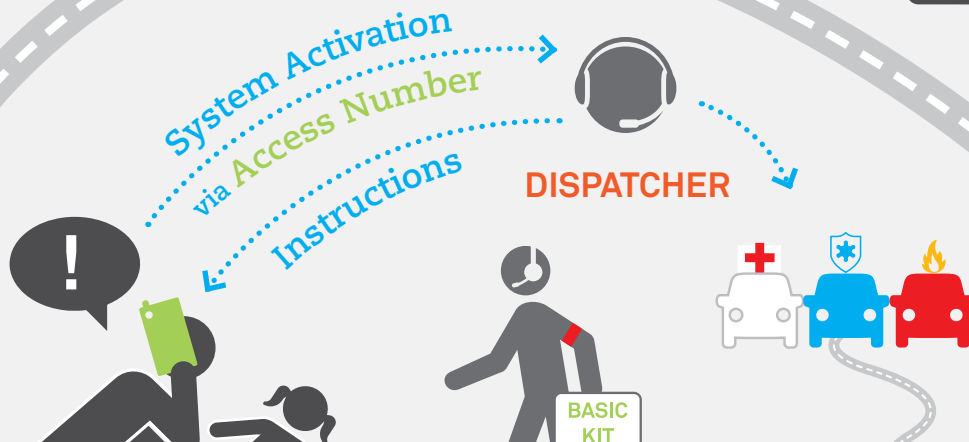 System Activation
via Access Number
Instructions
!
DISPATCHER
BASIC
KIT